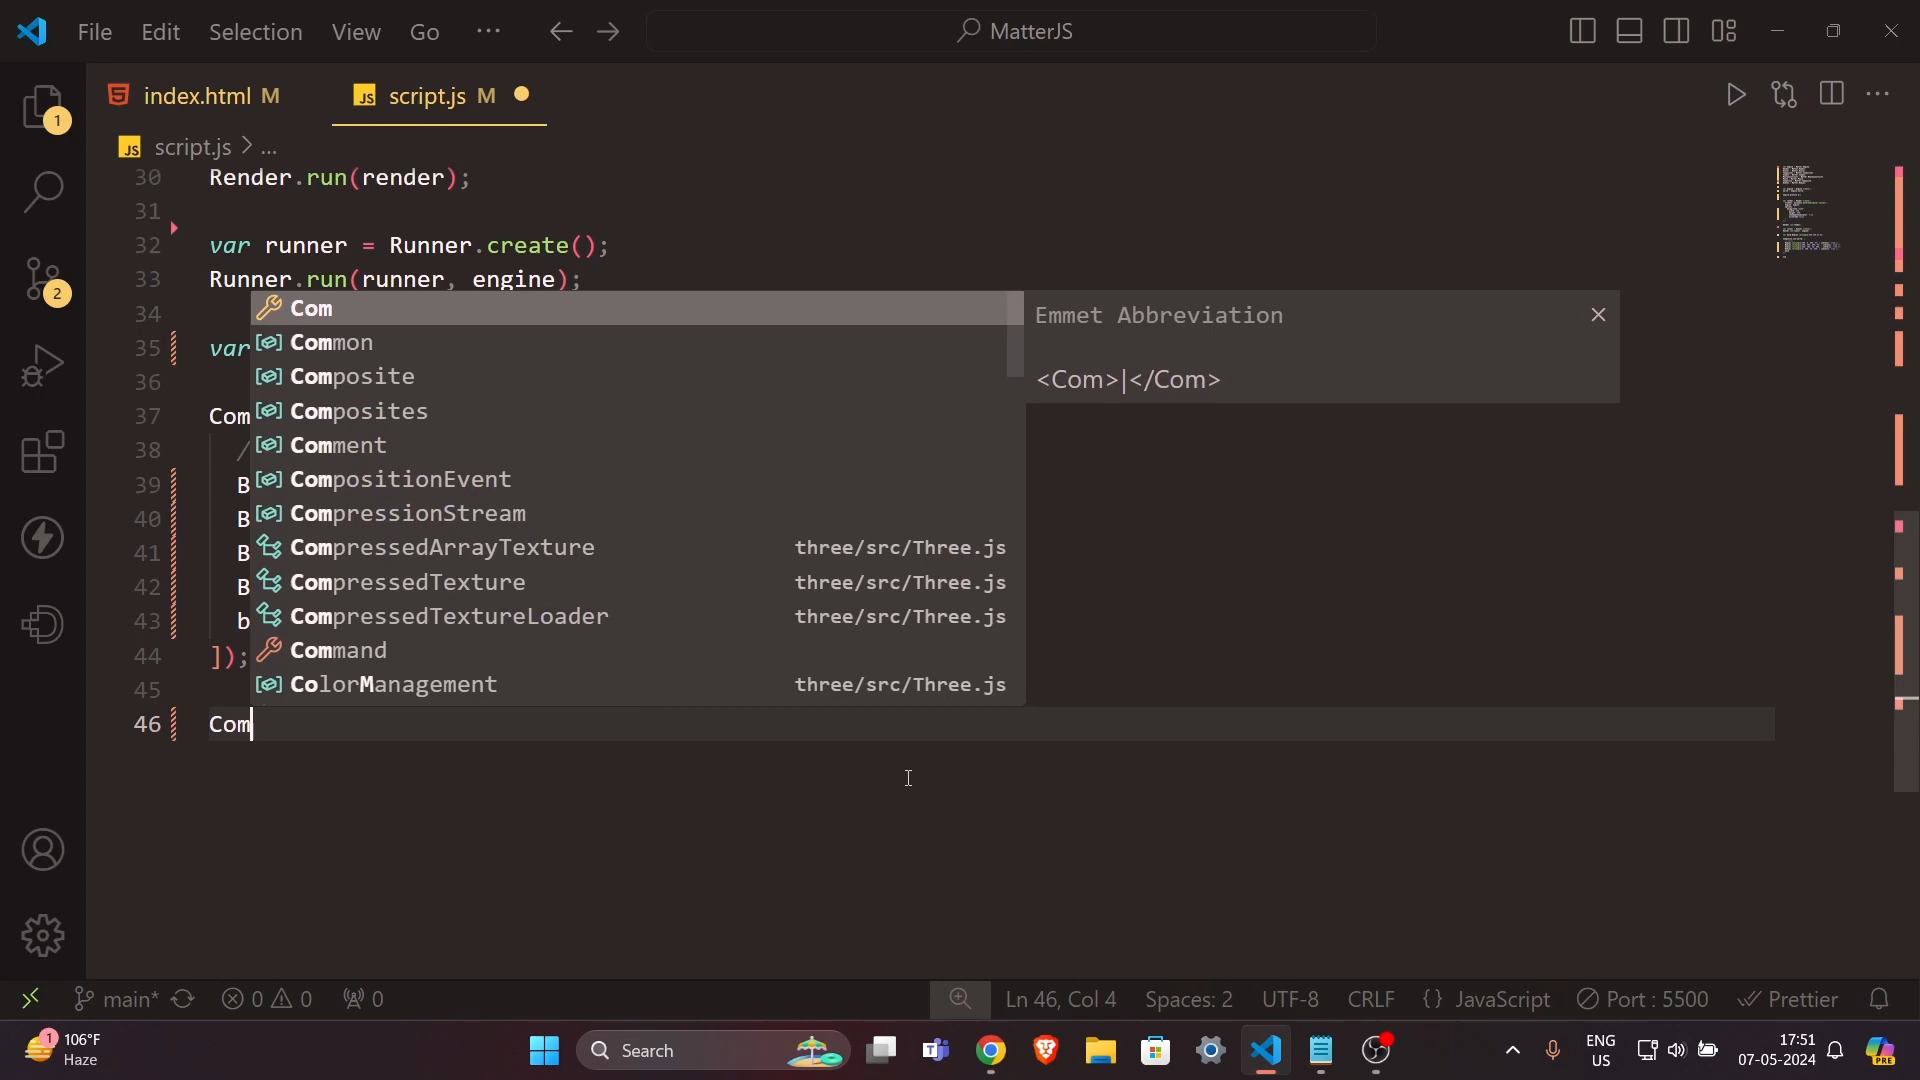 File Edit Selection View Go ··· MatterJS
index.html M script.js M
JS script.js > ...
30 Render.run(render);
31
32 var runner = Runner.create();
33 Runner.run(runner, engine);
34 Com
Emmet Abbreviation
<Com>|</Com>
35 var Common
36 Composite
37 Com Composites
38 / Comment
39 B CompositionEvent
40 B CompressionStream
41 B CompressedArrayTexture three/src/Three.js
42 B CompressedTexture three/src/Three.js
43 b CompressedTextureLoader three/src/Three.js
44 ]); Command
45 ColorManagement three/src/Three.js
46 Com
1
2
main* 0 0 0 Ln 46, Col 4 Spaces: 2 UTF-8 CRLF {} JavaScript Port : 5500 Prettier
1 106°F
Haze
Search
ENG
US
17:51
07-05-2024
PRE